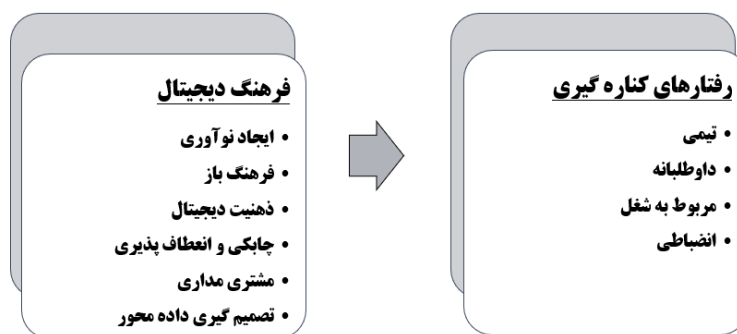 فرهنگ دیجیتال
• ایجاد نوآوری
• فرهنگ باز
• ذهنیت دیجیتال
• چابکی و انعطاف پذیری
• مشتری مداری
• تصمیم گیری داده محور
رفتارهای کناره گیری
• تیمی
• داوطلبانه
• مربوط به شغل
• انضباطی